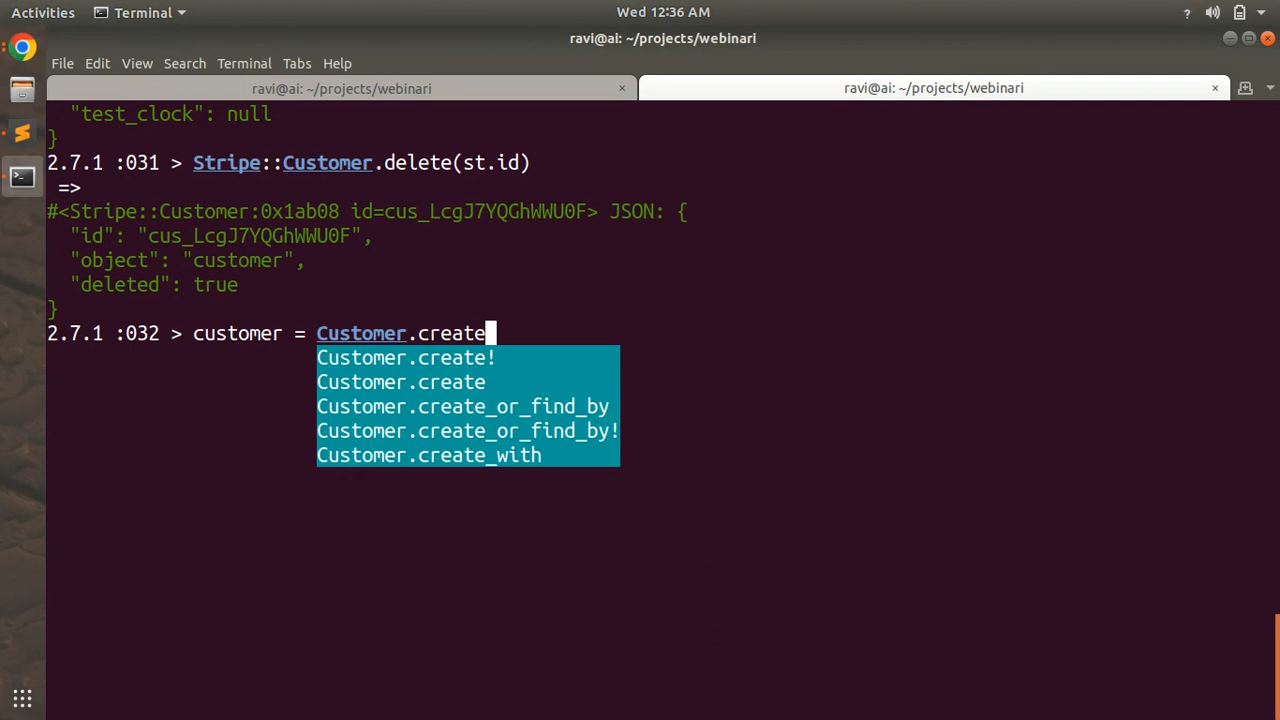 Activities Terminal Wed 12:36 AM ?
ravi@ai: ~/projects/webinari
File Edit View Search Terminal Tabs Help
ravi@ai: ~/projects/webinari × ravi@ai: ~/projects/webinari ×
"test_clock": null
}
2.7.1 :031 > Stripe::Customer.delete(st.id)
=>
#<Stripe::Customer:0x1ab08 id=cus_LcgJ7YQGhWWU0F> JSON: {
"id": "cus_LcgJ7YQGhWWU0F",
"object": "customer",
"deleted": true
}
2.7.1 :032 > customer = Customer.create
Customer.create!
Customer.create
Customer.create_or_find_by
Customer.create_or_find_by!
Customer.create_with